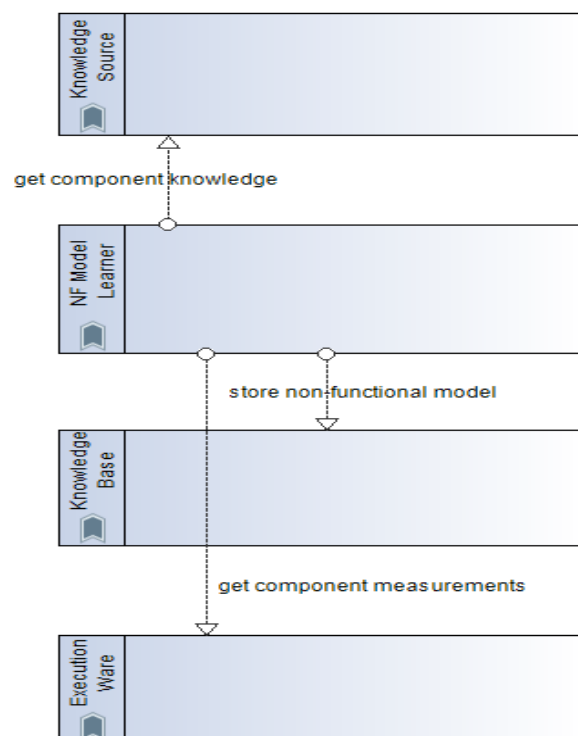 Knowledge
Source
get component knowledge
NF Model
Learner
store non-functional model
Knowledge
Base
get component measurements
Execution
Ware